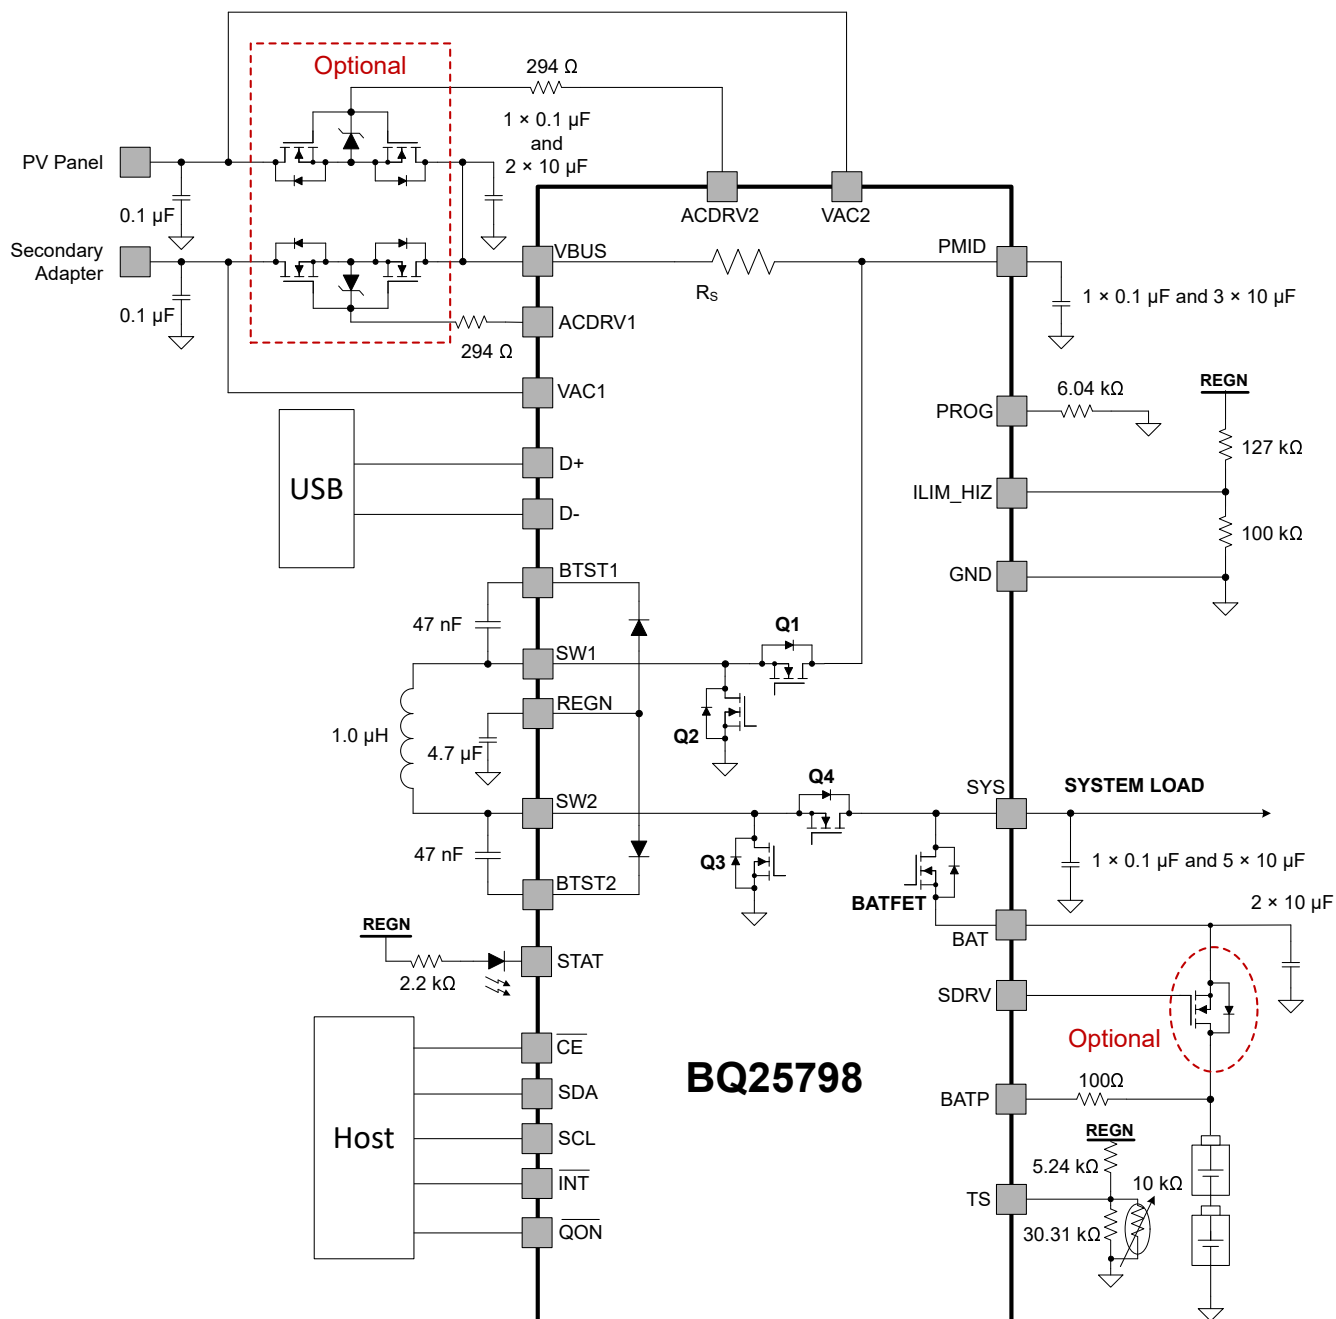 Optional
294 Ω
1 × 0.1 µF
and
2 × 10 µF
PV Panel
0.1 µF
Secondary
Adapter
0.1 µF
294 Ω
ACDRV2
VAC2
VBUS
RS
PMID
1 × 0.1 µF and 3 × 10 µF
ACDRV1
VAC1
PROG
6.04 kΩ
REGN
127 kΩ
USB
D+
D-
ILIM_HIZ
100 kΩ
GND
BTST1
47 nF
SW1
Q1
REGN
Q2
1.0 µH
4.7 µF
SW2
Q4
SYS
SYSTEM LOAD
47 nF
Q3
1 × 0.1 µF and 5 × 10 µF
BTST2
BATFET
2 × 10 µF
REGN
BAT
2.2 kΩ
STAT
SDRV
Optional
Host
CE
SDA
SCL
INT
QON
BQ25798
BATP
100Ω
REGN
5.24 kΩ
10 kΩ
TS
30.31 kΩ